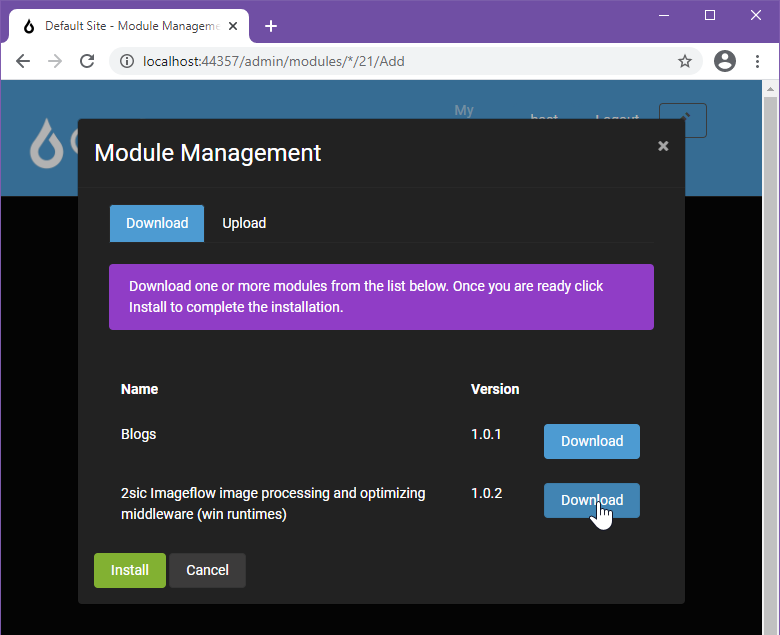 Default Site - Module Manageme
localhost:44357/admin/modules/*/21/Add
My
host Logout
Module Management
Download Upload
Download one or more modules from the list below. Once you are ready click
Install to complete the installation.
Name Version
Blogs 1.0.1 Download
2sic Imageflow image processing and optimizing 1.0.2 Download
middleware (win runtimes)
Install Cancel